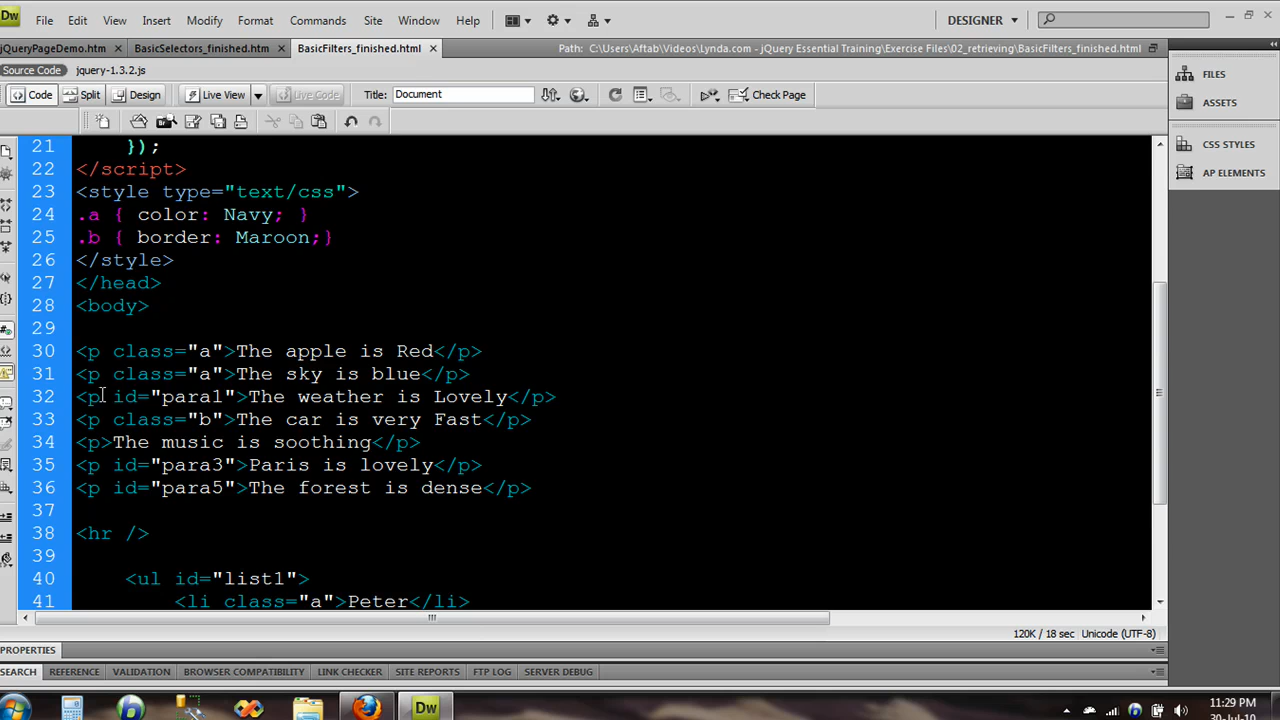 Dw File Edit View Insert Modify Format Commands Site Window Help DESIGNER
jQueryPageDemo.htm BasicSelectors_finished.html BasicFilters_finished.html Path: C:\Users\Aftab\Videos\Lynda.com - jQuery Essential Training\Exercise Files\02_retrieving\BasicFilters_finished.html
Source Code jquery-1.3.2.js
Code Split Design Live View Live Code Title: Document Check Page
FILES
ASSETS
CSS STYLES
AP ELEMENTS
21 });
22 </script>
23 <style type="text/css">
24 .a { color: Navy; }
25 .b { border: Maroon;}
26 </style>
27 </head>
28 <body>
29
30 <p class="a">The apple is Red</p>
31 <p class="a">The sky is blue</p>
32 <p id="para1">The weather is Lovely</p>
33 <p class="b">The car is very Fast</p>
34 <p>The music is soothing</p>
35 <p id="para3">Paris is lovely</p>
36 <p id="para5">The forest is dense</p>
37
38 <hr />
39
40 <ul id="list1">
41 <li class="a">Peter</li>
120K / 18 sec Unicode (UTF-8)
PROPERTIES
SEARCH REFERENCE VALIDATION BROWSER COMPATIBILITY LINK CHECKER SITE REPORTS FTP LOG SERVER DEBUG
Dw 11:29 PM
30-Jul-10